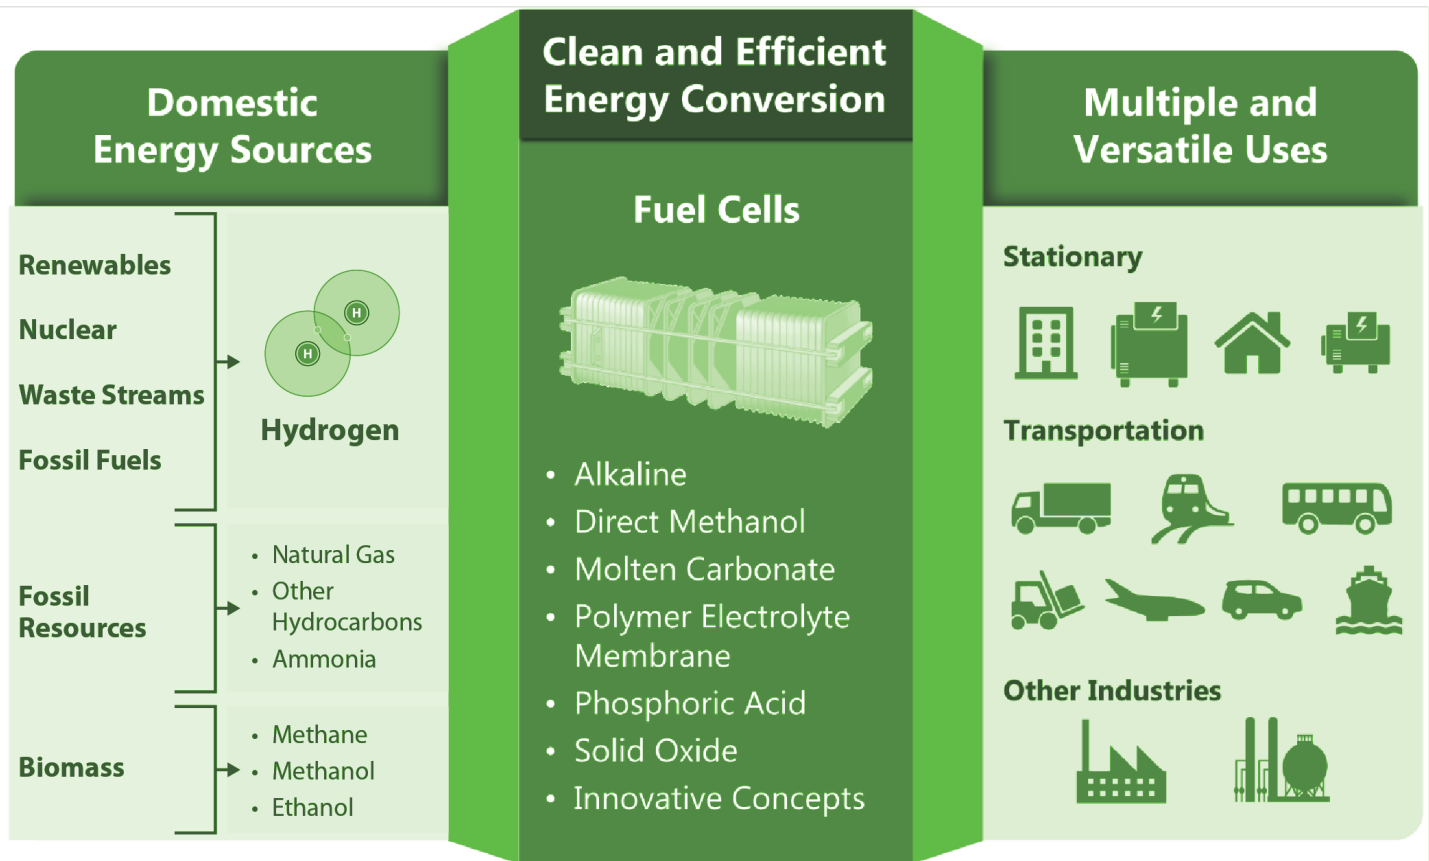 Domestic
Energy Sources
Renewables
Nuclear
Waste Streams
Fossil Fuels
H
H
Hydrogen
Fossil
Resources
• Natural Gas
• Other
Hydrocarbons
• Ammonia
Biomass
• Methane
• Methanol
• Ethanol
Clean and Efficient
Energy Conversion
Fuel Cells
• Alkaline
• Direct Methanol
• Molten Carbonate
• Polymer Electrolyte
Membrane
• Phosphoric Acid
• Solid Oxide
• Innovative Concepts
Multiple and
Versatile Uses
Stationary
Transportation
Other Industries